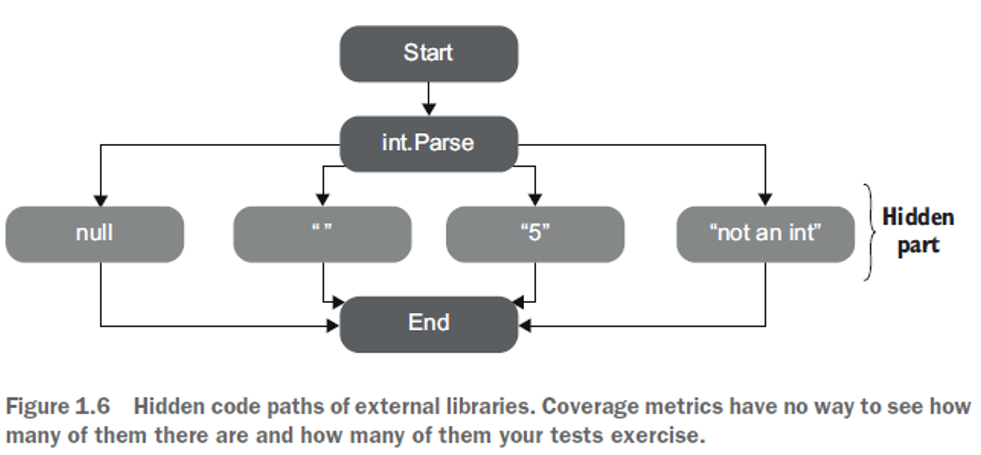 Start
int.Parse
null
“ ”
“5”
“not an int”
Hidden
part
End
Figure 1.6 Hidden code paths of external libraries. Coverage metrics have no way to see how
many of them there are and how many of them your tests exercise.